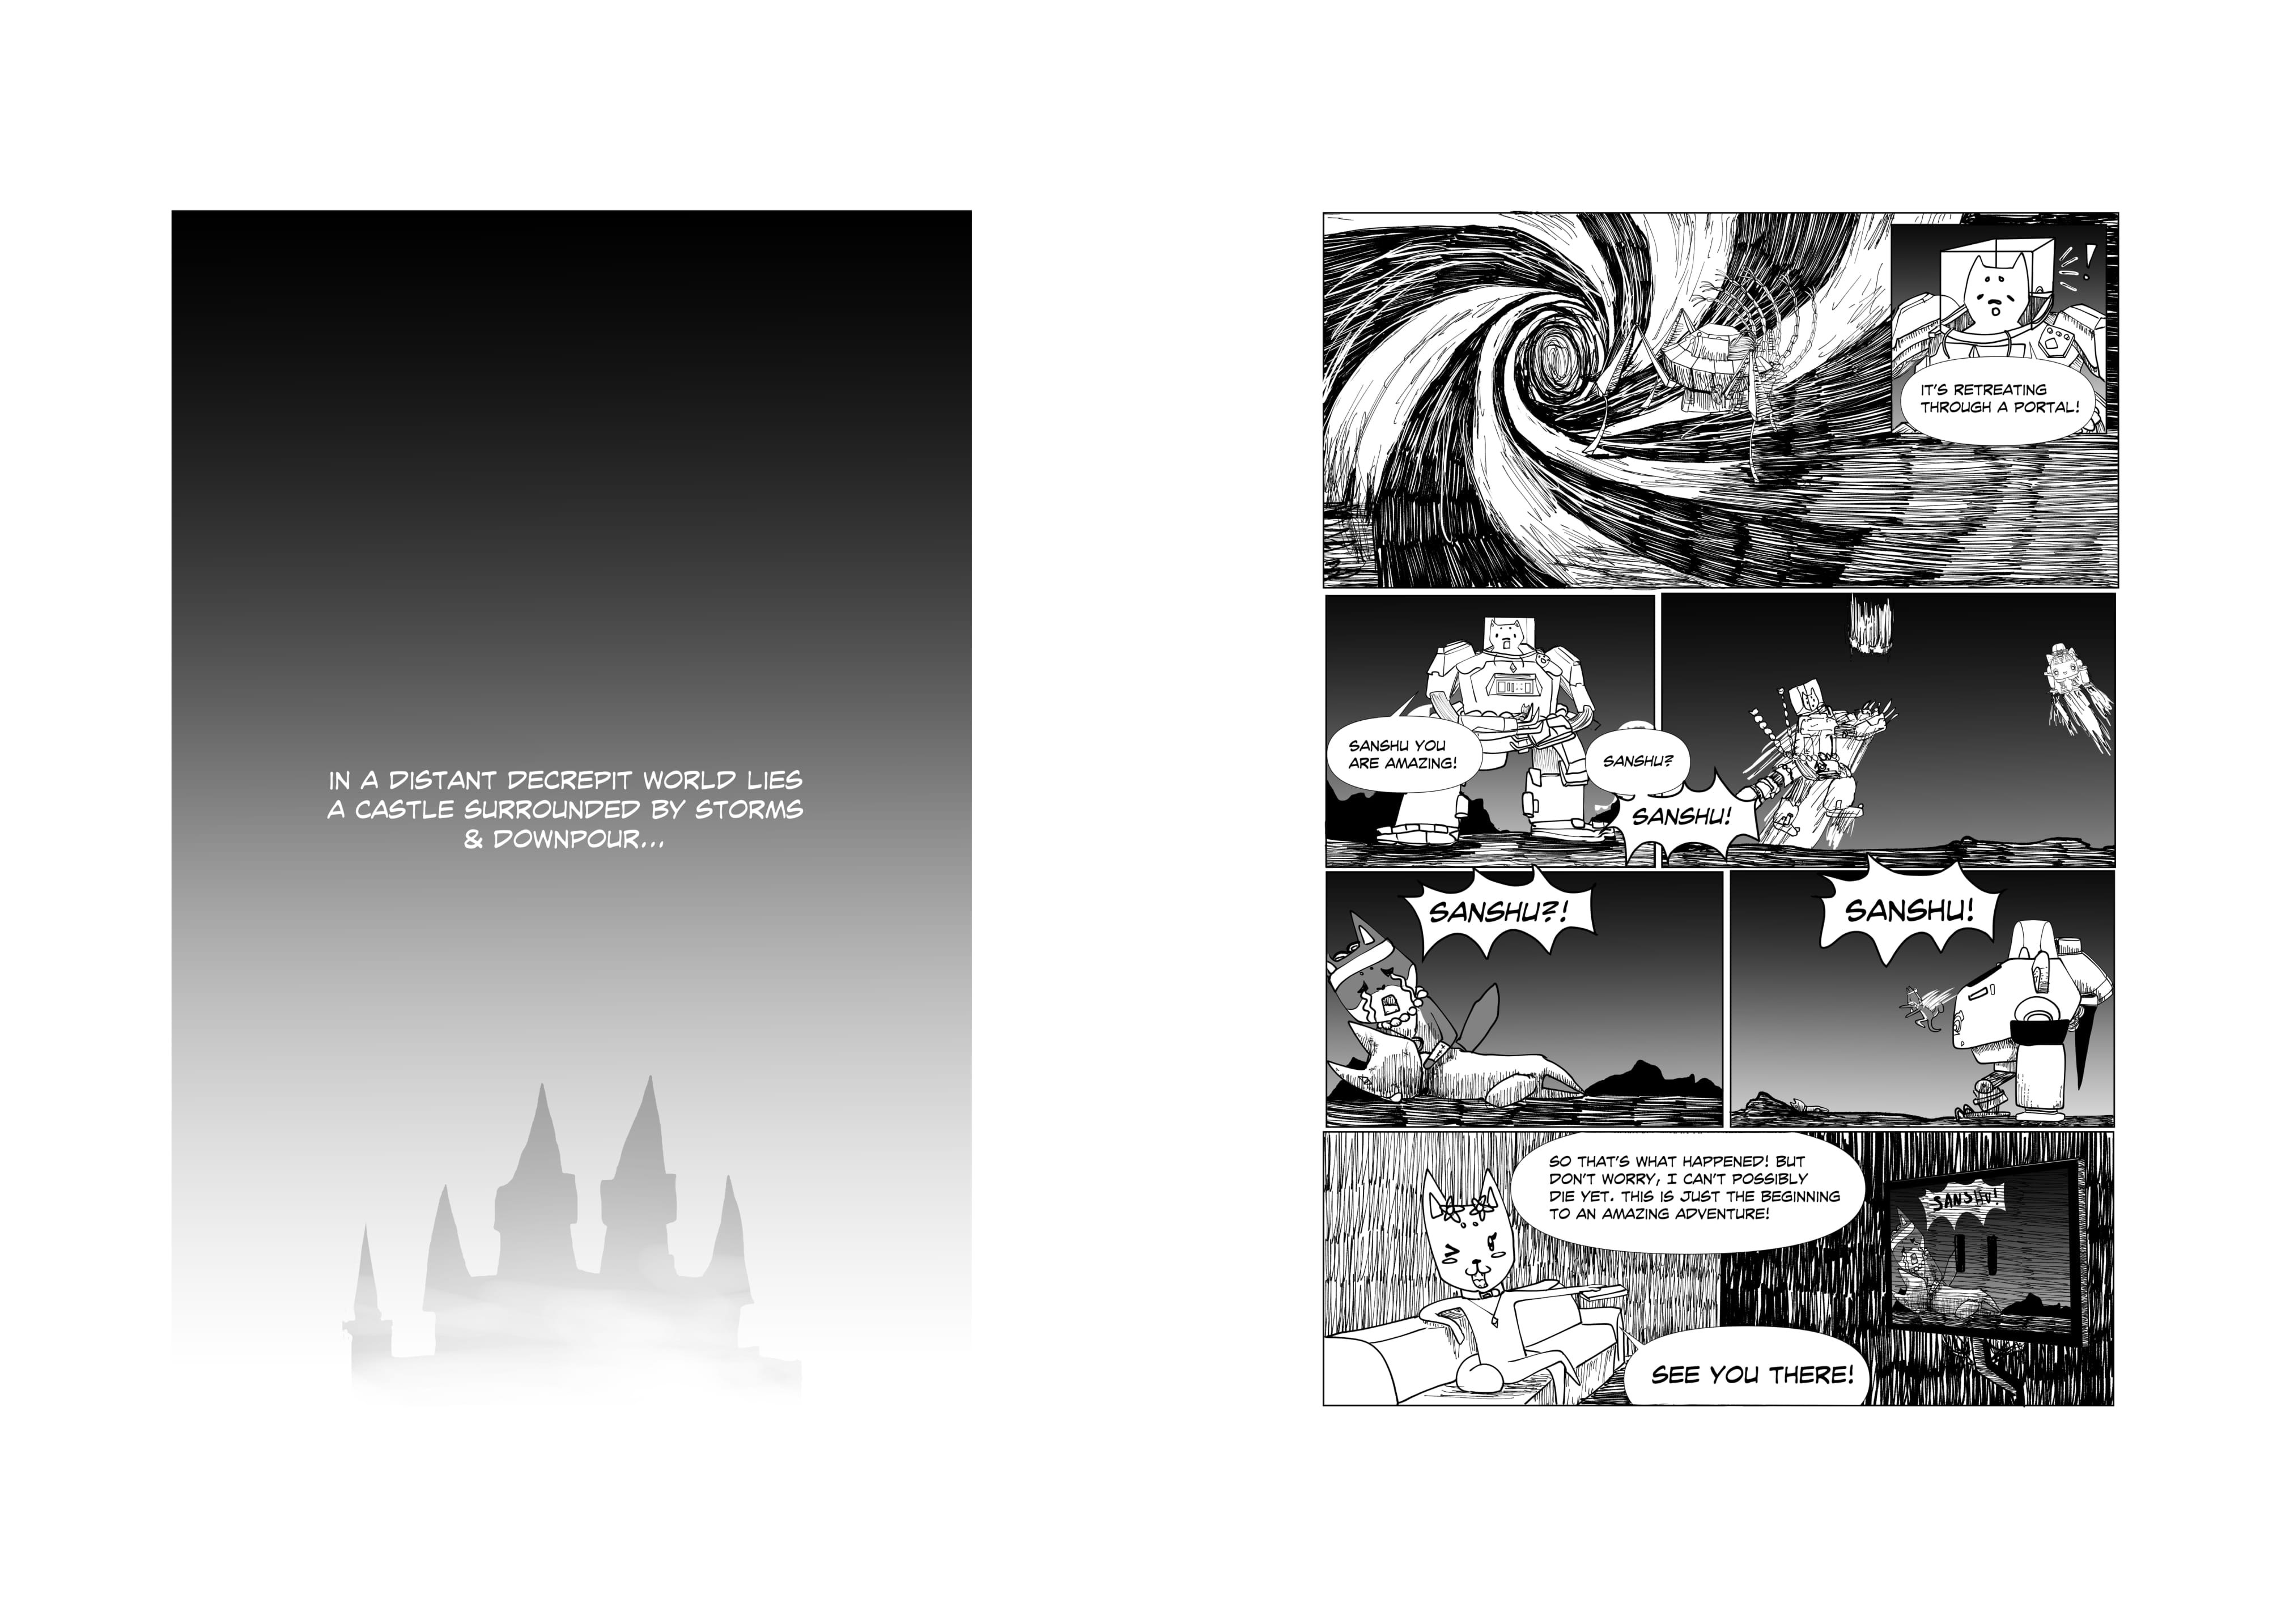 IN A DISTANT DECREPIT WORLD LIES
A CASTLE SURROUNDED BY STORMS
& DOWNPOUR...
!
IT'S RETREATING
THROUGH A PORTAL!
SANSHU YOU
ARE AMAZING!
SANSHU?
SANSHU!
SANSHU?!
SANSHU!
SO THAT'S WHAT HAPPENED! BUT
DON'T WORRY, I CAN'T POSSIBLY
DIE YET. THIS IS JUST THE BEGINNING
TO AN AMAZING ADVENTURE!
SANSHU!
SEE YOU THERE!